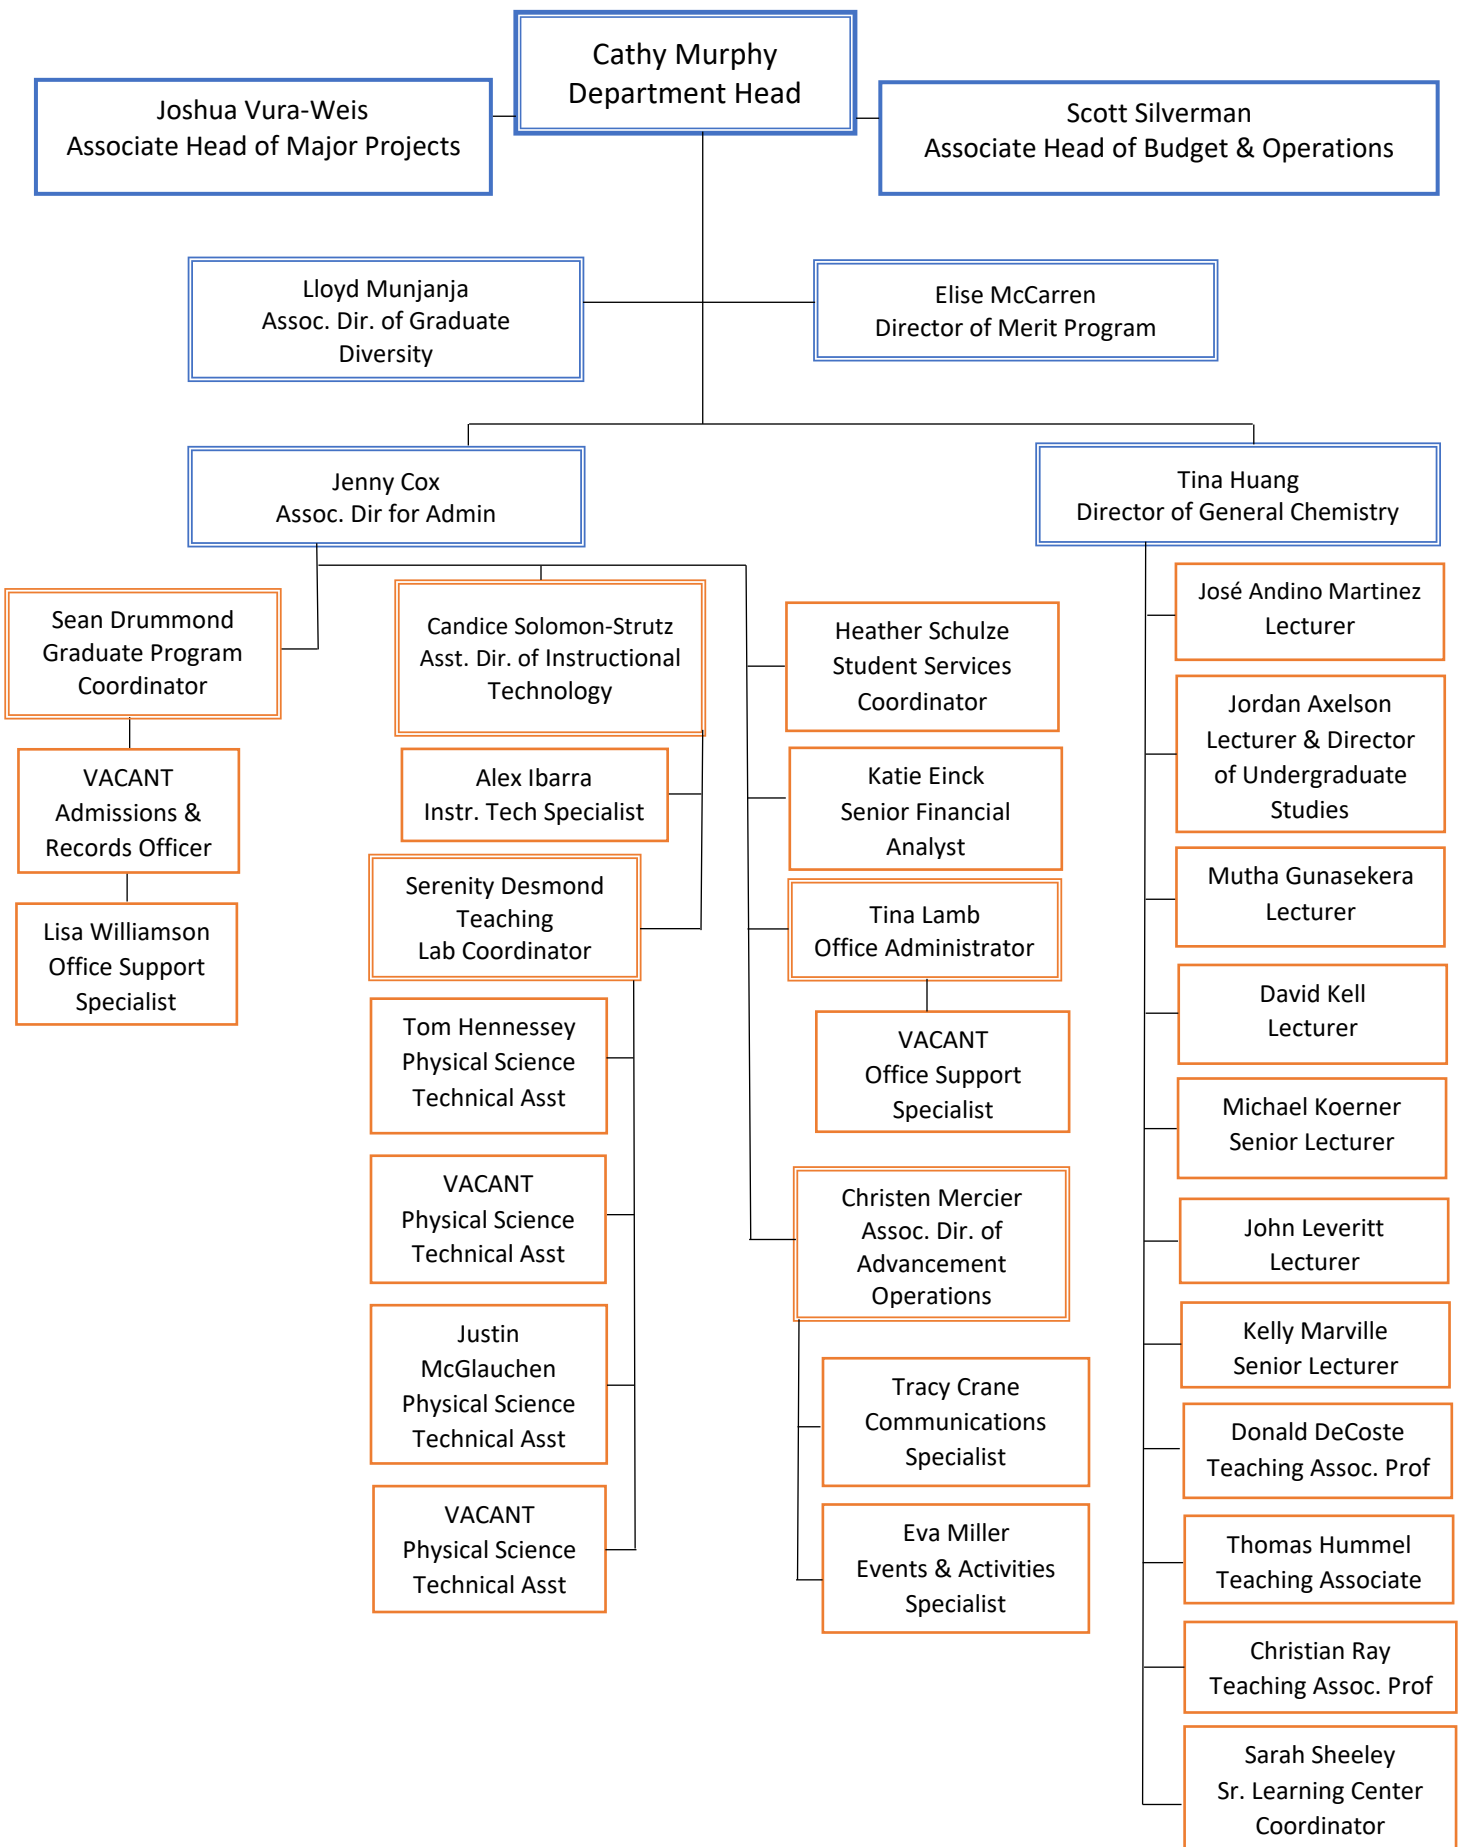 Cathy Murphy
Department Head
Joshua Vura-Weis
Associate Head of Major Projects
Scott Silverman
Associate Head of Budget & Operations
Lloyd Munjanja
Assoc. Dir. of Graduate
Diversity
Elise McCarren
Director of Merit Program
Jenny Cox
Assoc. Dir for Admin
Tina Huang
Director of General Chemistry
Sean Drummond
Graduate Program
Coordinator
VACANT
Admissions &
Records Officer
Lisa Williamson
Office Support
Specialist
Candice Solomon-Strutz
Asst. Dir. of Instructional
Technology
Alex Ibarra
Instr. Tech Specialist
Serenity Desmond
Teaching
Lab Coordinator
Tom Hennessey
Physical Science
Technical Asst
VACANT
Physical Science
Technical Asst
Justin
McGlauchen
Physical Science
Technical Asst
VACANT
Physical Science
Technical Asst
Heather Schulze
Student Services
Coordinator
Katie Einck
Senior Financial
Analyst
Tina Lamb
Office Administrator
VACANT
Office Support
Specialist
Christen Mercier
Assoc. Dir. of
Advancement
Operations
Tracy Crane
Communications
Specialist
Eva Miller
Events & Activities
Specialist
José Andino Martinez
Lecturer
Jordan Axelson
Lecturer & Director
of Undergraduate
Studies
Mutha Gunasekera
Lecturer
David Kell
Lecturer
Michael Koerner
Senior Lecturer
John Leveritt
Lecturer
Kelly Marville
Senior Lecturer
Donald DeCoste
Teaching Assoc. Prof
Thomas Hummel
Teaching Associate
Christian Ray
Teaching Assoc. Prof
Sarah Sheeley
Sr. Learning Center
Coordinator